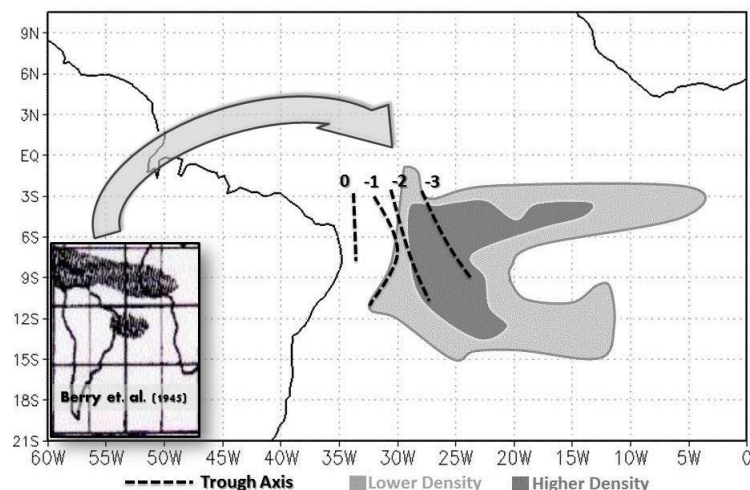 9N
6N
3N
EQ
3S
6S
9S
12S
15S
18S
21S
0 -1 -2 -3
Berry et. al. (1945)
60W 55W 50W 45W 40W 35W 30W 25W 20W 15W 10W 5W 0
Trough Axis Lower Density Higher Density